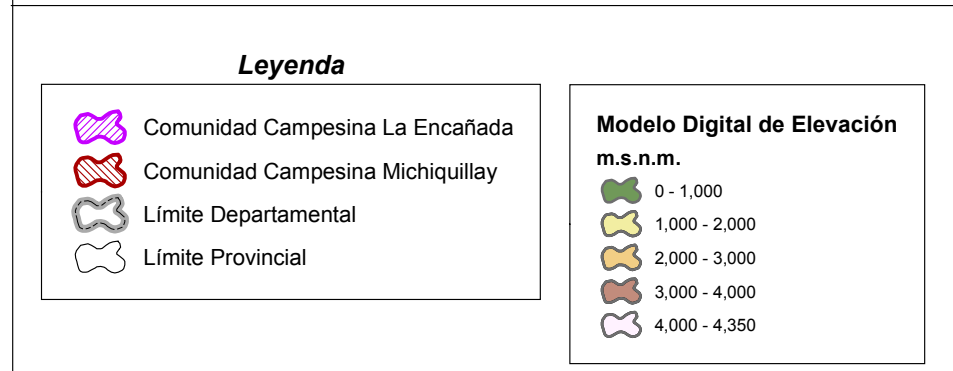 Leyenda
Comunidad Campesina La Encañada
Comunidad Campesina Michiquillay
Límite Departamental
Límite Provincial
Modelo Digital de Elevación
m.s.n.m.
0 - 1,000
1,000 - 2,000
2,000 - 3,000
3,000 - 4,000
4,000 - 4,350